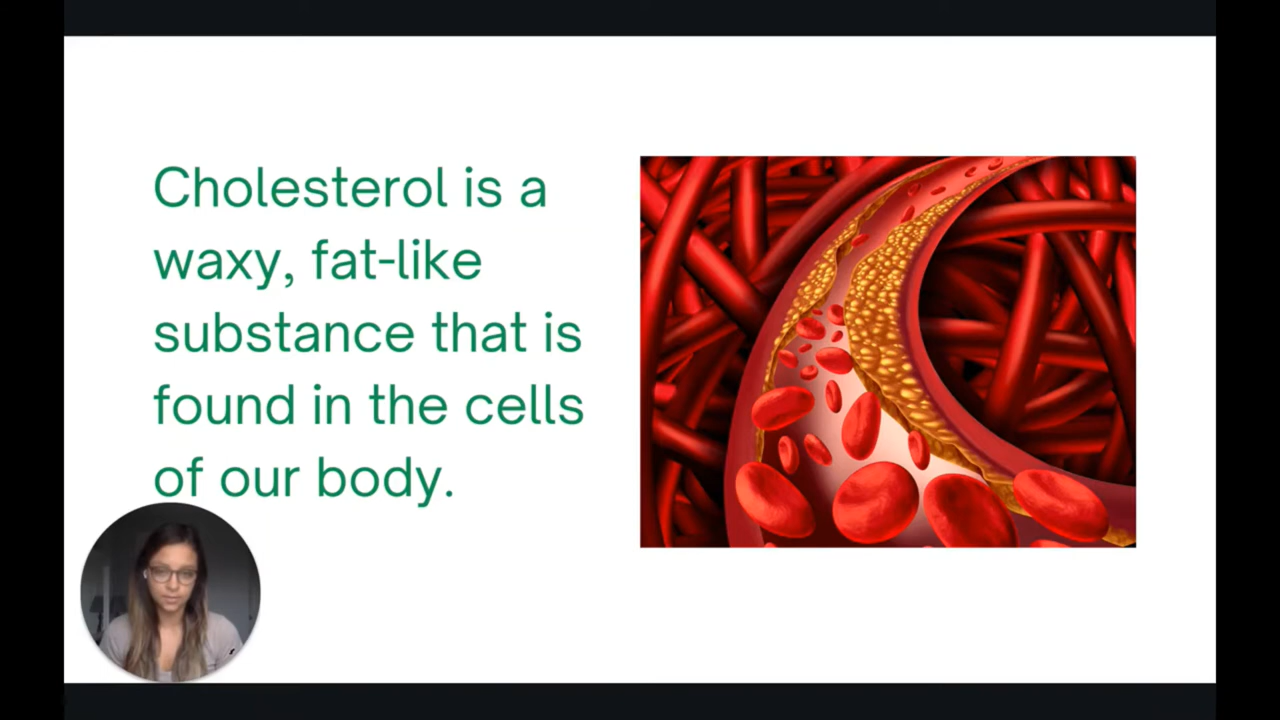 Cholesterol is a
waxy, fat-like
substance that is
found in the cells
of our body.